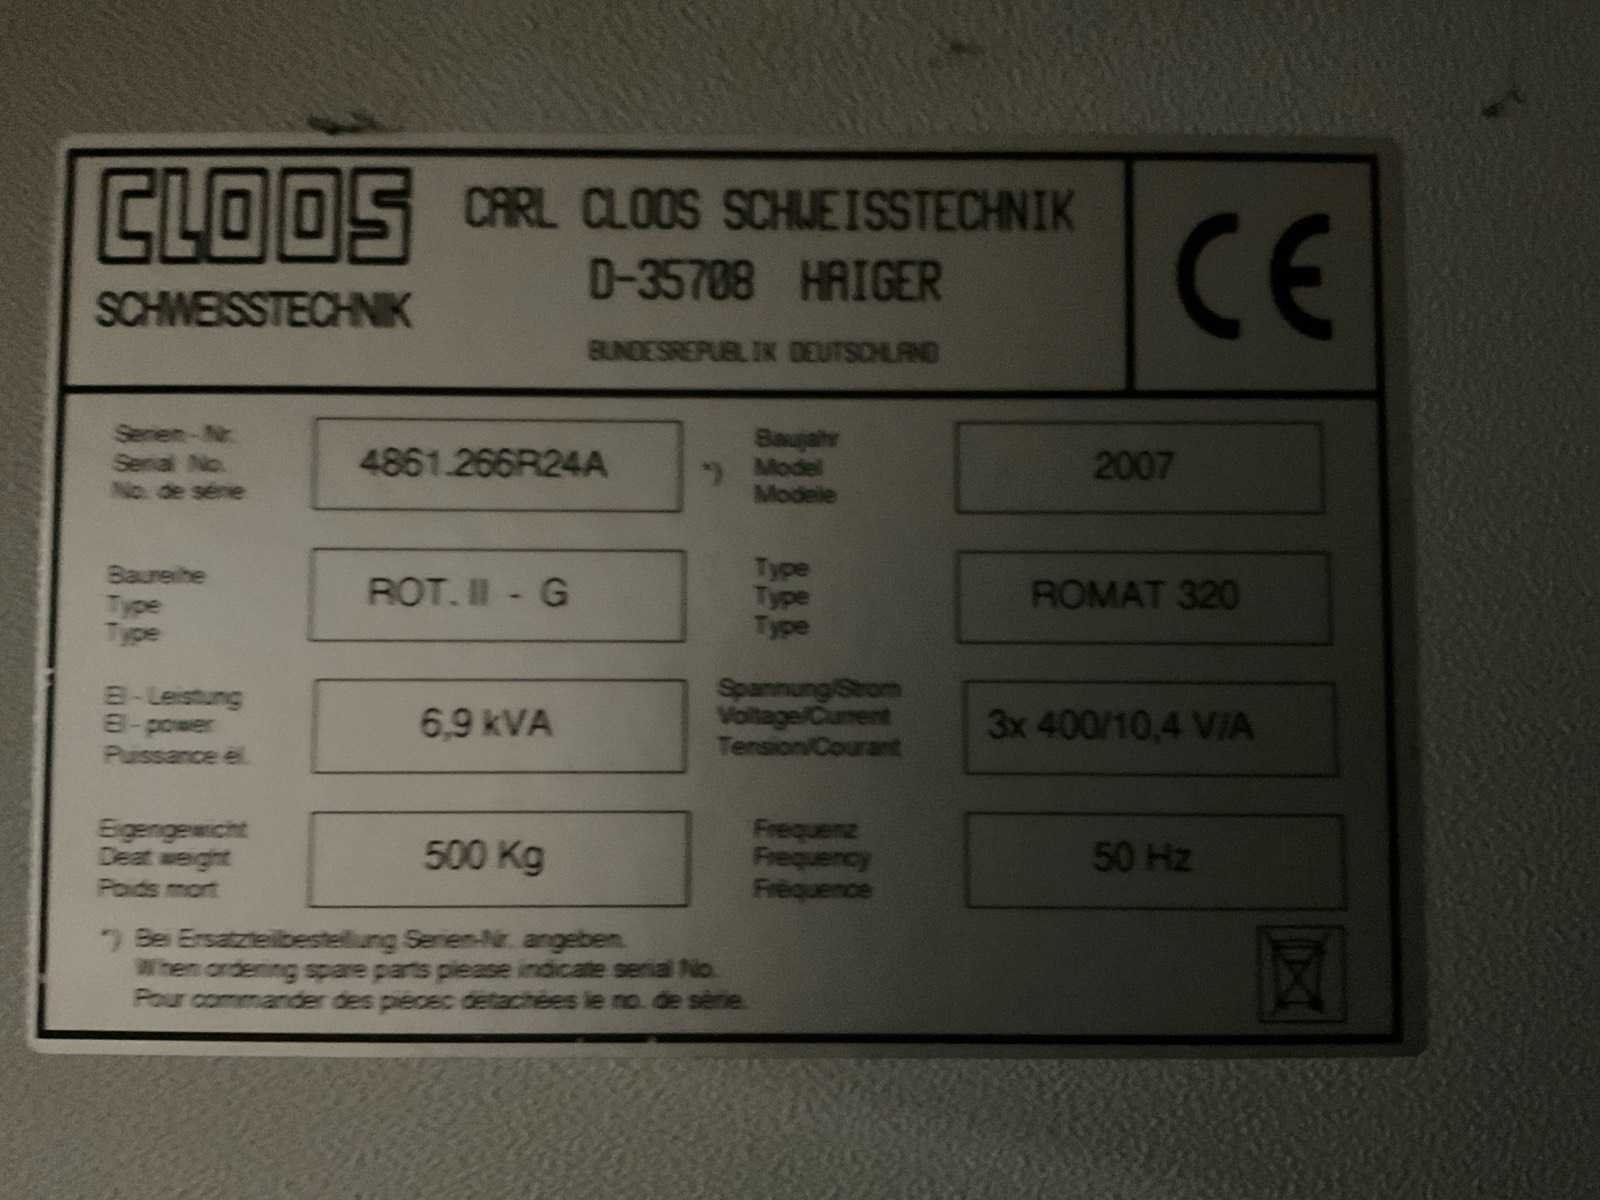 CLOOS
SCHWEISSTECHNIK
CARL CLOOS SCHWEISSTECHNIK
D-35708 HAIGER
BUNDESREPUBLIK DEUTSCHLAND
CE
Serien - Nr.
Serial No.
No. de série
4861.266R24A
*)
Baujahr
Model
Modele
2007
Baureihe
Type
Type
ROT. II - G
Type
Type
Type
ROMAT 320
El - Leistung
El - power
Puissance él.
6,9 kVA
Spannung/Strom
Voltage/Current
Tension/Courant
3x 400/10,4 V/A
Eigengewicht
Deat weight
Poids mort
500 Kg
Frequenz
Frequency
Fréquence
50 Hz
*) Bei Ersatzteilbestellung Serien-Nr. angeben.
When ordering spare parts please indicate serial No.
Pour commander des piécec détachées le no. de série.